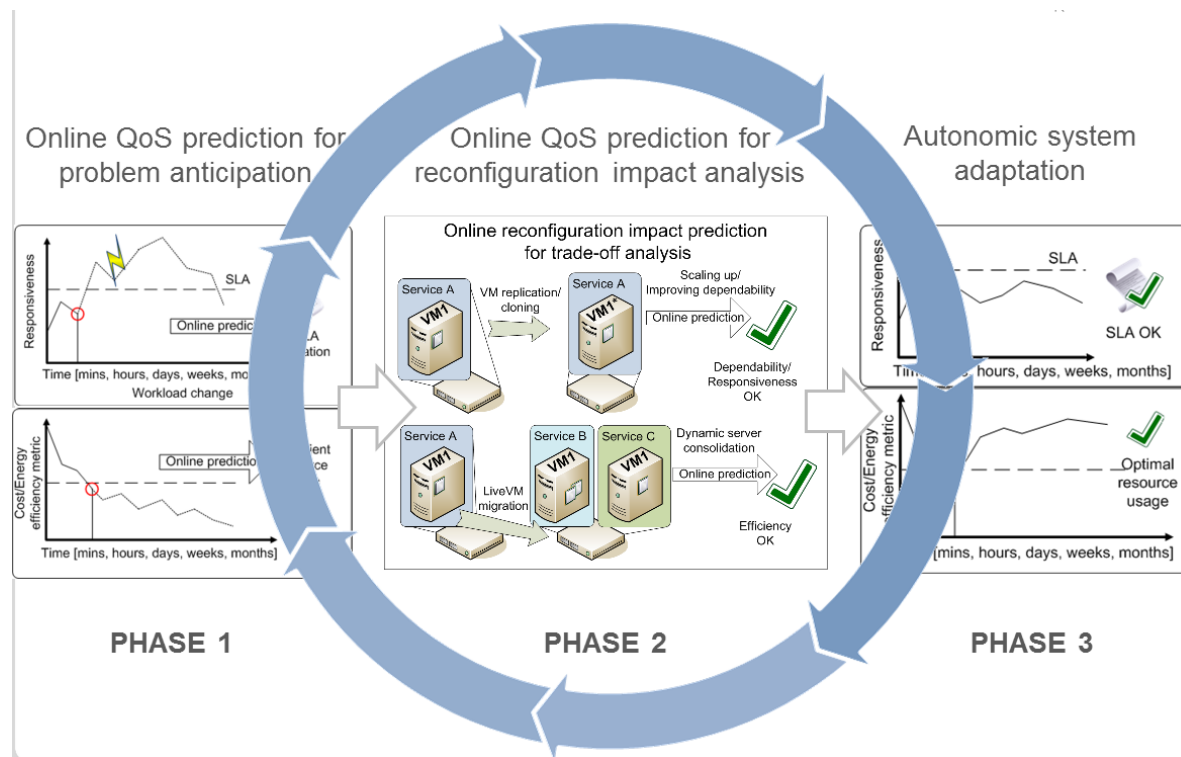 Online QoS prediction for
problem anticipation
Online QoS prediction for
reconfiguration impact analysis
Autonomic system
adaptation
Responsiveness
SLA
Online
Time [mins, hours, days, weeks,
Workload change
Cost/Energy
efficiency metric
Online prediction
Time [mins, hours, days, weeks, months]
PHASE 1
Online reconfiguration impact prediction
for trade-off analysis
Service A
VM1
VM replication/
cloning
Service A
VM1*
Scaling up/
Improving dependability
Online prediction
Dependability/
Responsiveness
OK
Service A
VM1
LiveVM
migration
Service B
VM1
Service C
VM1
Dynamic server
consolidation
Online prediction
Efficiency
OK
PHASE 2
Responsiveness
SLA
SLA OK
hours, days, weeks, months]
Cost/Energy
efficiency metric
Optimal
resource
usage
[mins, hours, days, weeks, months]
PHASE 3